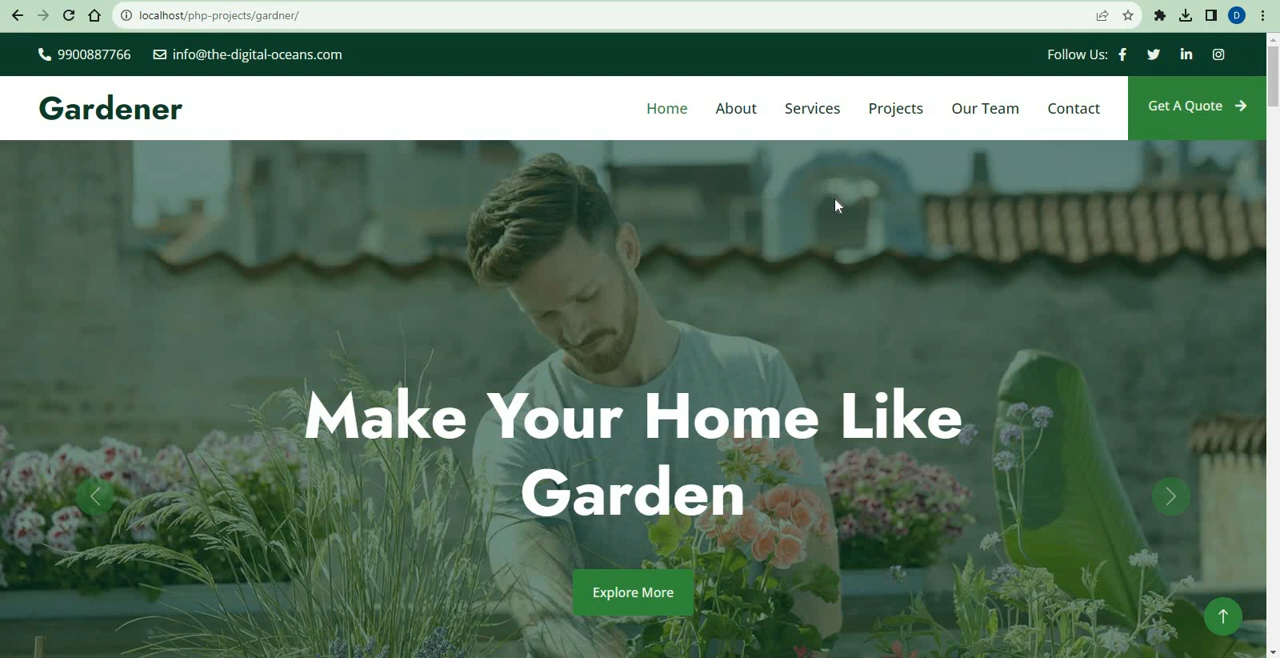 localhost/php-projects/gardner/
D
9900887766 info@the-digital-oceans.com Follow Us:
Gardener Home About Services Projects Our Team Contact Get A Quote
Make Your Home Like
Garden
Explore More